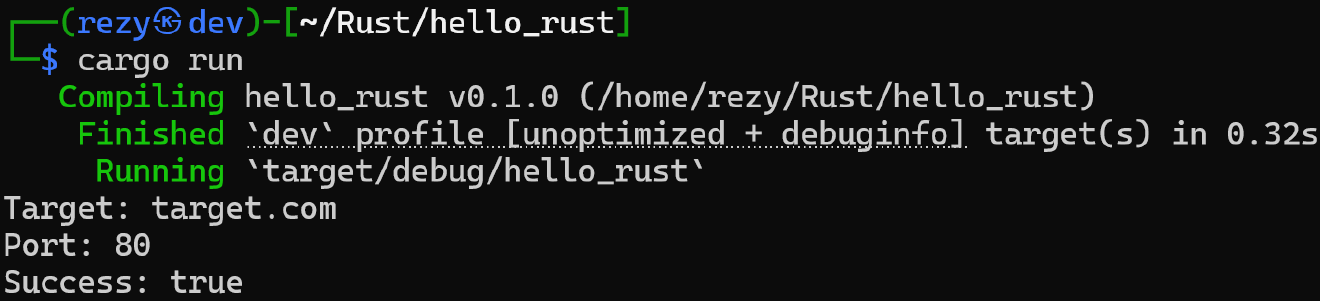 ┌──(rezy㉿dev)-[~/Rust/hello_rust]
└─$ cargo run
   Compiling hello_rust v0.1.0 (/home/rezy/Rust/hello_rust)
    Finished `dev` profile [unoptimized + debuginfo] target(s) in 0.32s
     Running `target/debug/hello_rust`
Target: target.com
Port: 80
Success: true